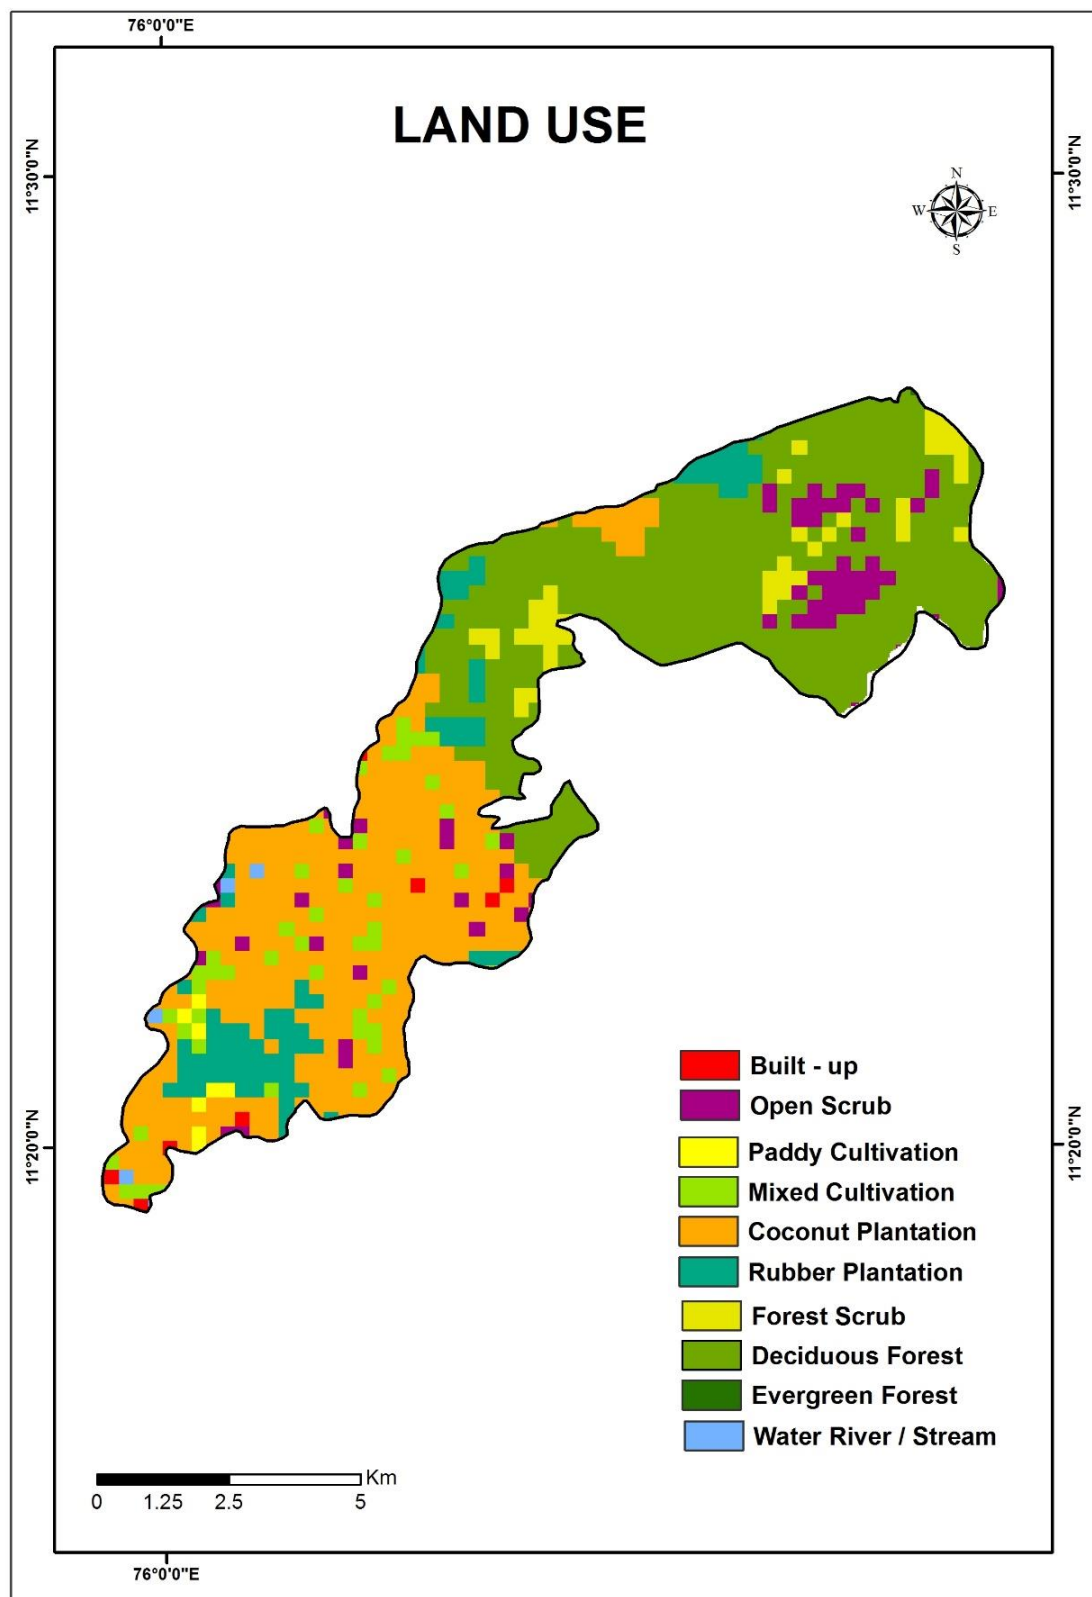 76°0'0"E
LAND USE
11°30'0"N
11°30'0"N
N
W E
S
Built - up
Open Scrub
Paddy Cultivation
Mixed Cultivation
Coconut Plantation
Rubber Plantation
Forest Scrub
Deciduous Forest
Evergreen Forest
Water River / Stream
11°20'0"N
11°20'0"N
Km
0 1.25 2.5 5
76°0'0"E